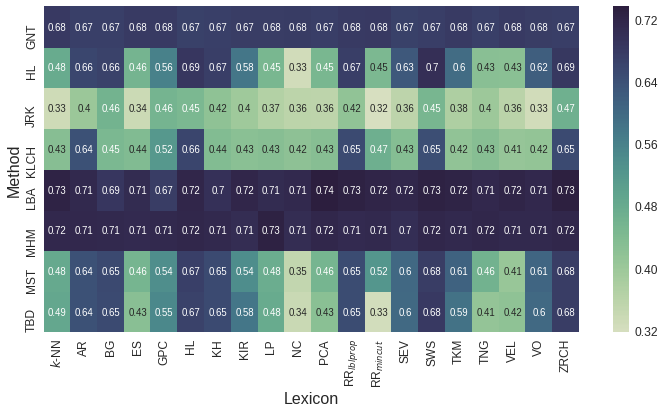 GNT 0.68 0.67 0.67 0.68 0.68 0.67 0.67 0.67 0.68 0.67 0.67 0.68 0.68 0.68 0.67 0.67 0.68 0.67 0.68 0.67
HL 0.48 0.66 0.66 0.46 0.56 0.69 0.67 0.58 0.45 0.33 0.45 0.67 0.45 0.63 0.7 0.6 0.43 0.43 0.62 0.69
JRK 0.33 0.4 0.46 0.34 0.46 0.45 0.42 0.4 0.37 0.36 0.36 0.42 0.32 0.36 0.45 0.38 0.4 0.36 0.33 0.47
KLCH 0.43 0.64 0.45 0.44 0.52 0.66 0.44 0.43 0.43 0.42 0.43 0.65 0.47 0.43 0.65 0.42 0.43 0.41 0.42 0.65
LBA 0.73 0.71 0.69 0.71 0.67 0.72 0.7 0.72 0.71 0.71 0.74 0.73 0.72 0.72 0.73 0.72 0.72 0.71 0.72 0.73
MHM 0.72 0.71 0.71 0.71 0.71 0.72 0.71 0.71 0.73 0.71 0.72 0.71 0.71 0.7 0.72 0.71 0.72 0.71 0.71 0.72
MST 0.48 0.64 0.65 0.46 0.54 0.67 0.65 0.54 0.48 0.35 0.46 0.65 0.52 0.6 0.68 0.61 0.46 0.41 0.61 0.68
TBD 0.49 0.64 0.65 0.43 0.55 0.67 0.65 0.58 0.48 0.34 0.43 0.65 0.33 0.6 0.68 0.59 0.41 0.42 0.6 0.68
Method
k-NN AR BG ES GPC HL KH KIR LP NC PCA RRlblprop RRmincut SEV SWS TKM TNG VEL VO ZRCH
Lexicon
0.72
0.64
0.56
0.48
0.40
0.32